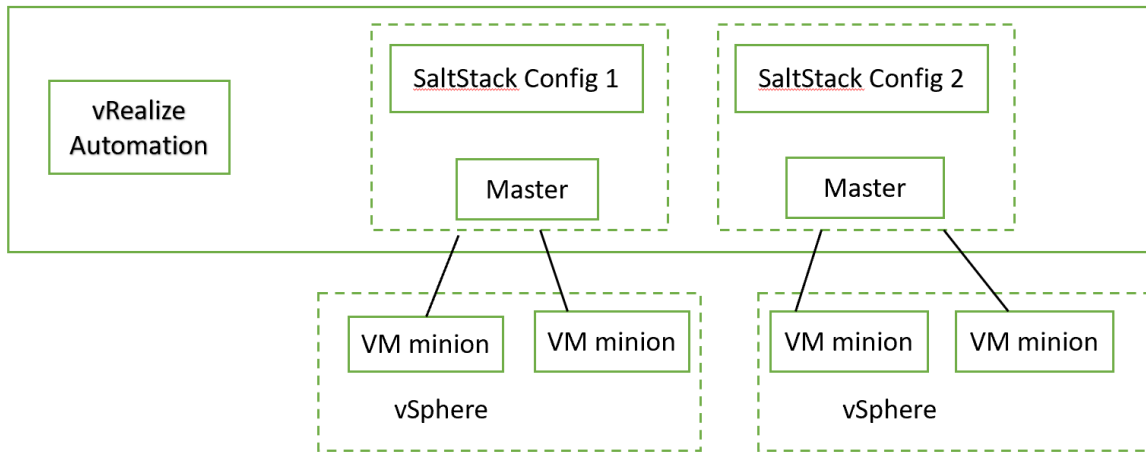 vRealize
Automation
SaltStack Config 1
Master
SaltStack Config 2
Master
VM minion
VM minion
vSphere
VM minion
VM minion
vSphere